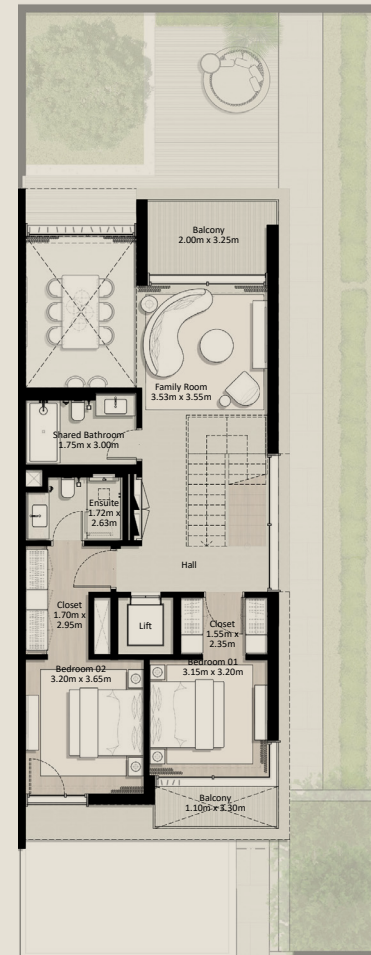 Balcony
2.00m x 3.25m
Family Room
3.53m x 3.55m
Shared Bathroom
1.75m x 3.00m
Ensuite
1.72m x
2.63m
Hall
Closet
1.70m x
2.95m
Lift
Closet
1.55m x
2.35m
Bedroom 02
3.20m x 3.65m
Bedroom 01
3.15m x 3.20m
Balcony
1.10m x 3.30m